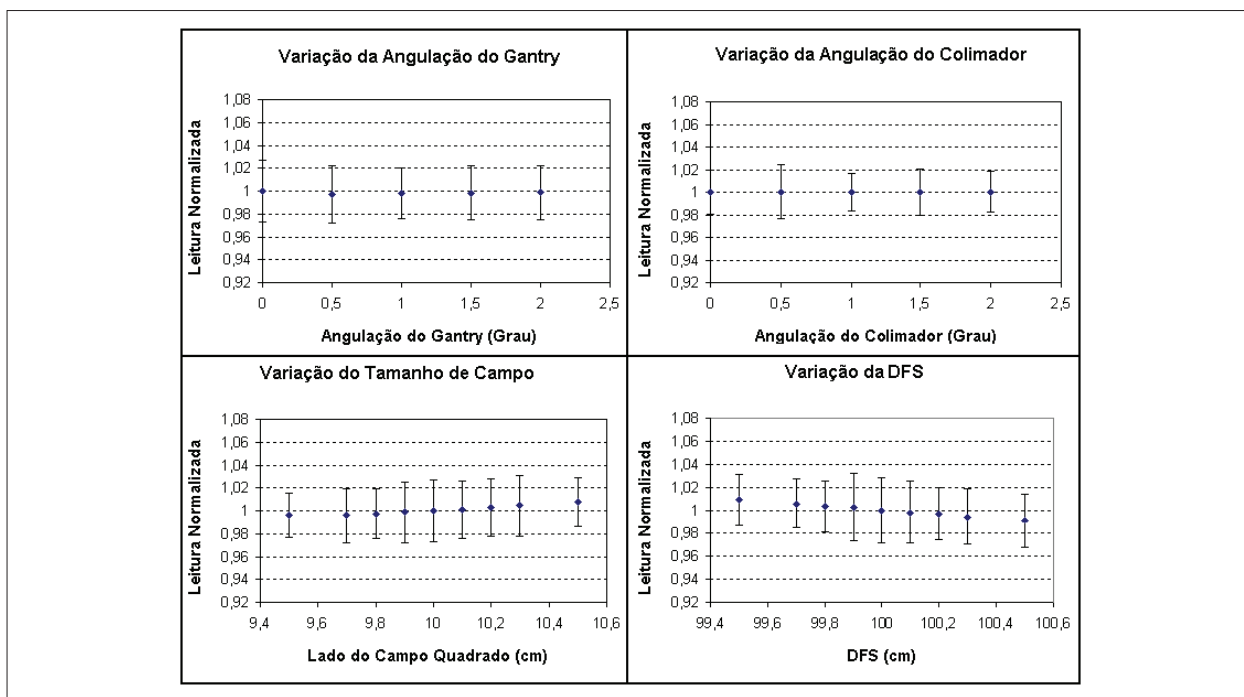 Variação da Angulação do Gantry
Leitura Normalizada
1,08
1,06
1,04
1,02
1
0,98
0,96
0,94
0,92
0 0,5 1 1,5 2 2,5
Angulação do Gantry (Grau)
Variação da Angulação do Colimador
Leitura Normalizada
1,08
1,06
1,04
1,02
1
0,98
0,96
0,94
0,92
0 0,5 1 1,5 2 2,5
Angulação do Colimador (Grau)
Variação do Tamanho de Campo
Leitura Normalizada
1,08
1,06
1,04
1,02
1
0,98
0,96
0,94
0,92
9,4 9,6 9,8 10 10,2 10,4 10,6
Lado do Campo Quadrado (cm)
Variação da DFS
Leitura Normalizada
1,08
1,06
1,04
1,02
1
0,98
0,96
0,94
0,92
99,4 99,6 99,8 100 100,2 100,4 100,6
DFS (cm)